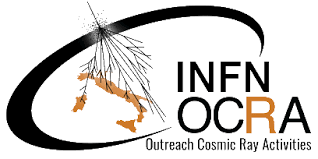 INFN
OCRA
Outreach Cosmic Ray Activities